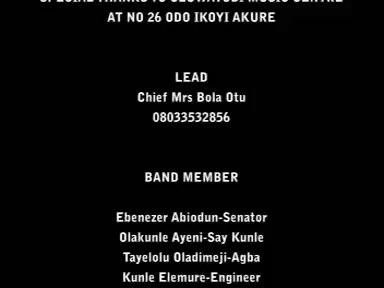 AT NO 26 ODO IKOYI AKURE
LEAD
Chief Mrs Bola Otu
08033532856
BAND MEMBER
Ebenezer Abiodun-Senator
Olakunle Ayeni-Say Kunle
Tayelolu Oladimeji-Agba
Kunle Elemure-Engineer